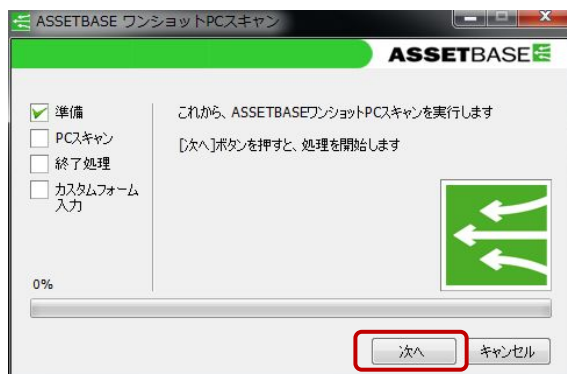 ASSETBASE ワンショットPCスキャン
ASSETBASE
準備
PCスキャン
終了処理
カスタムフォーム
入力
これから、ASSETBASEワンショットPCスキャンを実行します
[次へ]ボタンを押すと、処理を開始します
0%
次へ
キャンセル